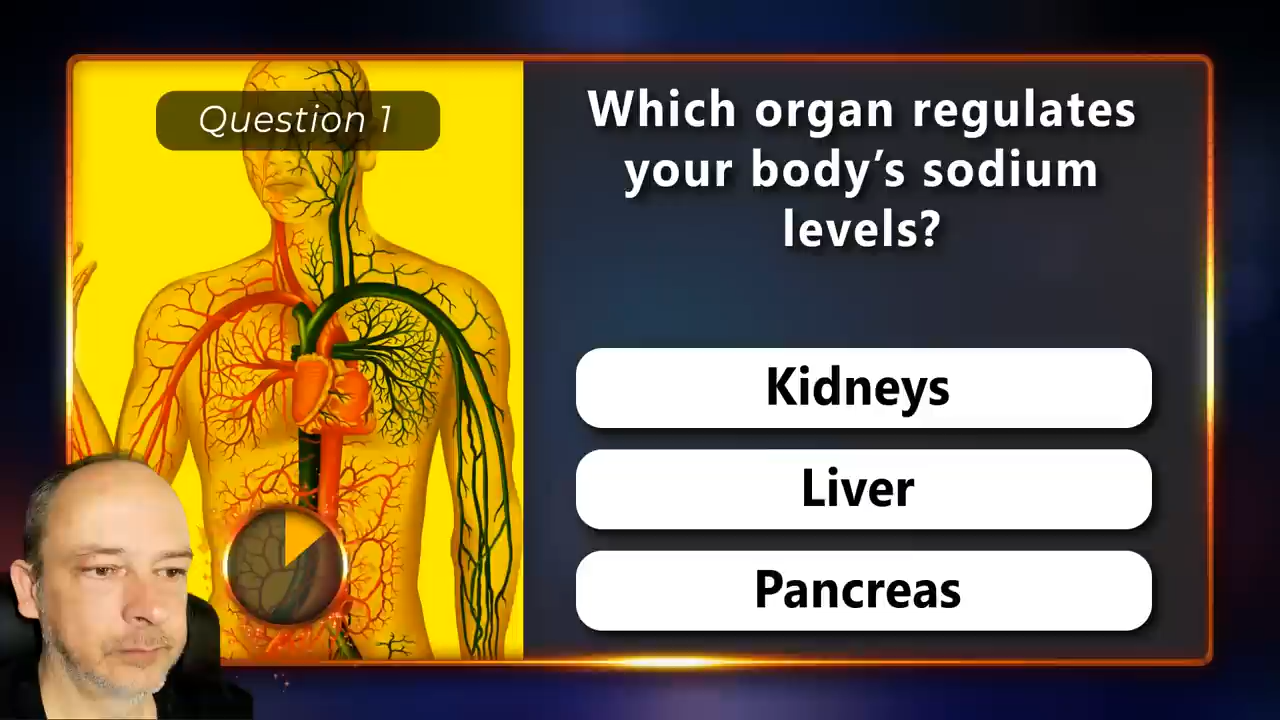 Question 1
Which organ regulates
your body’s sodium
levels?
Kidneys
Liver
Pancreas